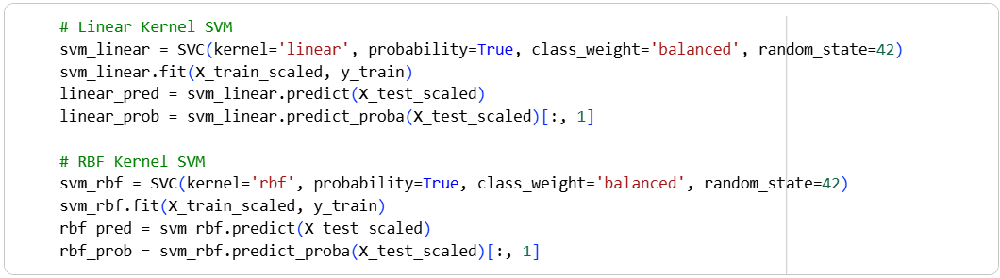 # Linear Kernel SVM
svm_linear = SVC(kernel='linear', probability=True, class_weight='balanced', random_state=42)
svm_linear.fit(X_train_scaled, y_train)
linear_pred = svm_linear.predict(X_test_scaled)
linear_prob = svm_linear.predict_proba(X_test_scaled)[:, 1]
# RBF Kernel SVM
svm_rbf = SVC(kernel='rbf', probability=True, class_weight='balanced', random_state=42)
svm_rbf.fit(X_train_scaled, y_train)
rbf_pred = svm_rbf.predict(X_test_scaled)
rbf_prob = svm_rbf.predict_proba(X_test_scaled)[:, 1]